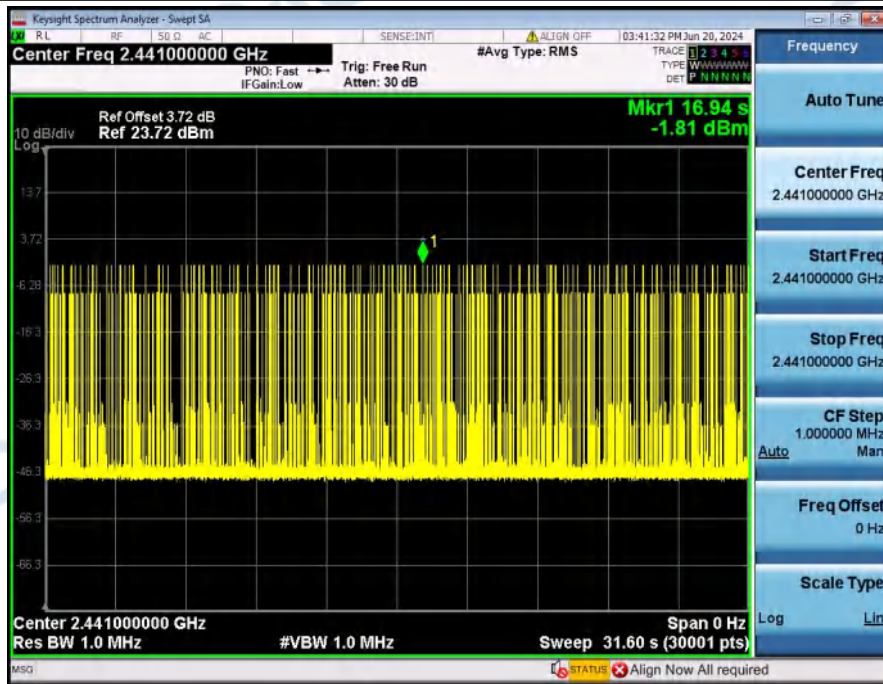 Keysight Spectrum Analyzer - Swept SA
LXI RL RF 50 Ω AC SENSE:INT ALIGN OFF 03:41:32 PM Jun 20, 2024
Center Freq 2.441000000 GHz
PNO: Fast
IFGain:Low
Trig: Free Run
Atten: 30 dB
#Avg Type: RMS
TRACE 1 2 3 4 5 6
TYPE WWWWWW
DET P N N N N N
Mkr1 16.94 s
-1.81 dBm
Ref Offset 3.72 dB
10 dB/div Ref 23.72 dBm
Log
13.7
3.72
-6.28
-16.3
-26.3
-36.3
-46.3
-56.3
-66.3
1
Center 2.441000000 GHz Span 0 Hz
Res BW 1.0 MHz #VBW 1.0 MHz Sweep 31.60 s (30001 pts)
MSG STATUS Align Now All required
Frequency
Auto Tune
Center Freq
2.441000000 GHz
Start Freq
2.441000000 GHz
Stop Freq
2.441000000 GHz
CF Step
1.000000 MHz
Auto Man
Freq Offset
0 Hz
Scale Type
Log Lin